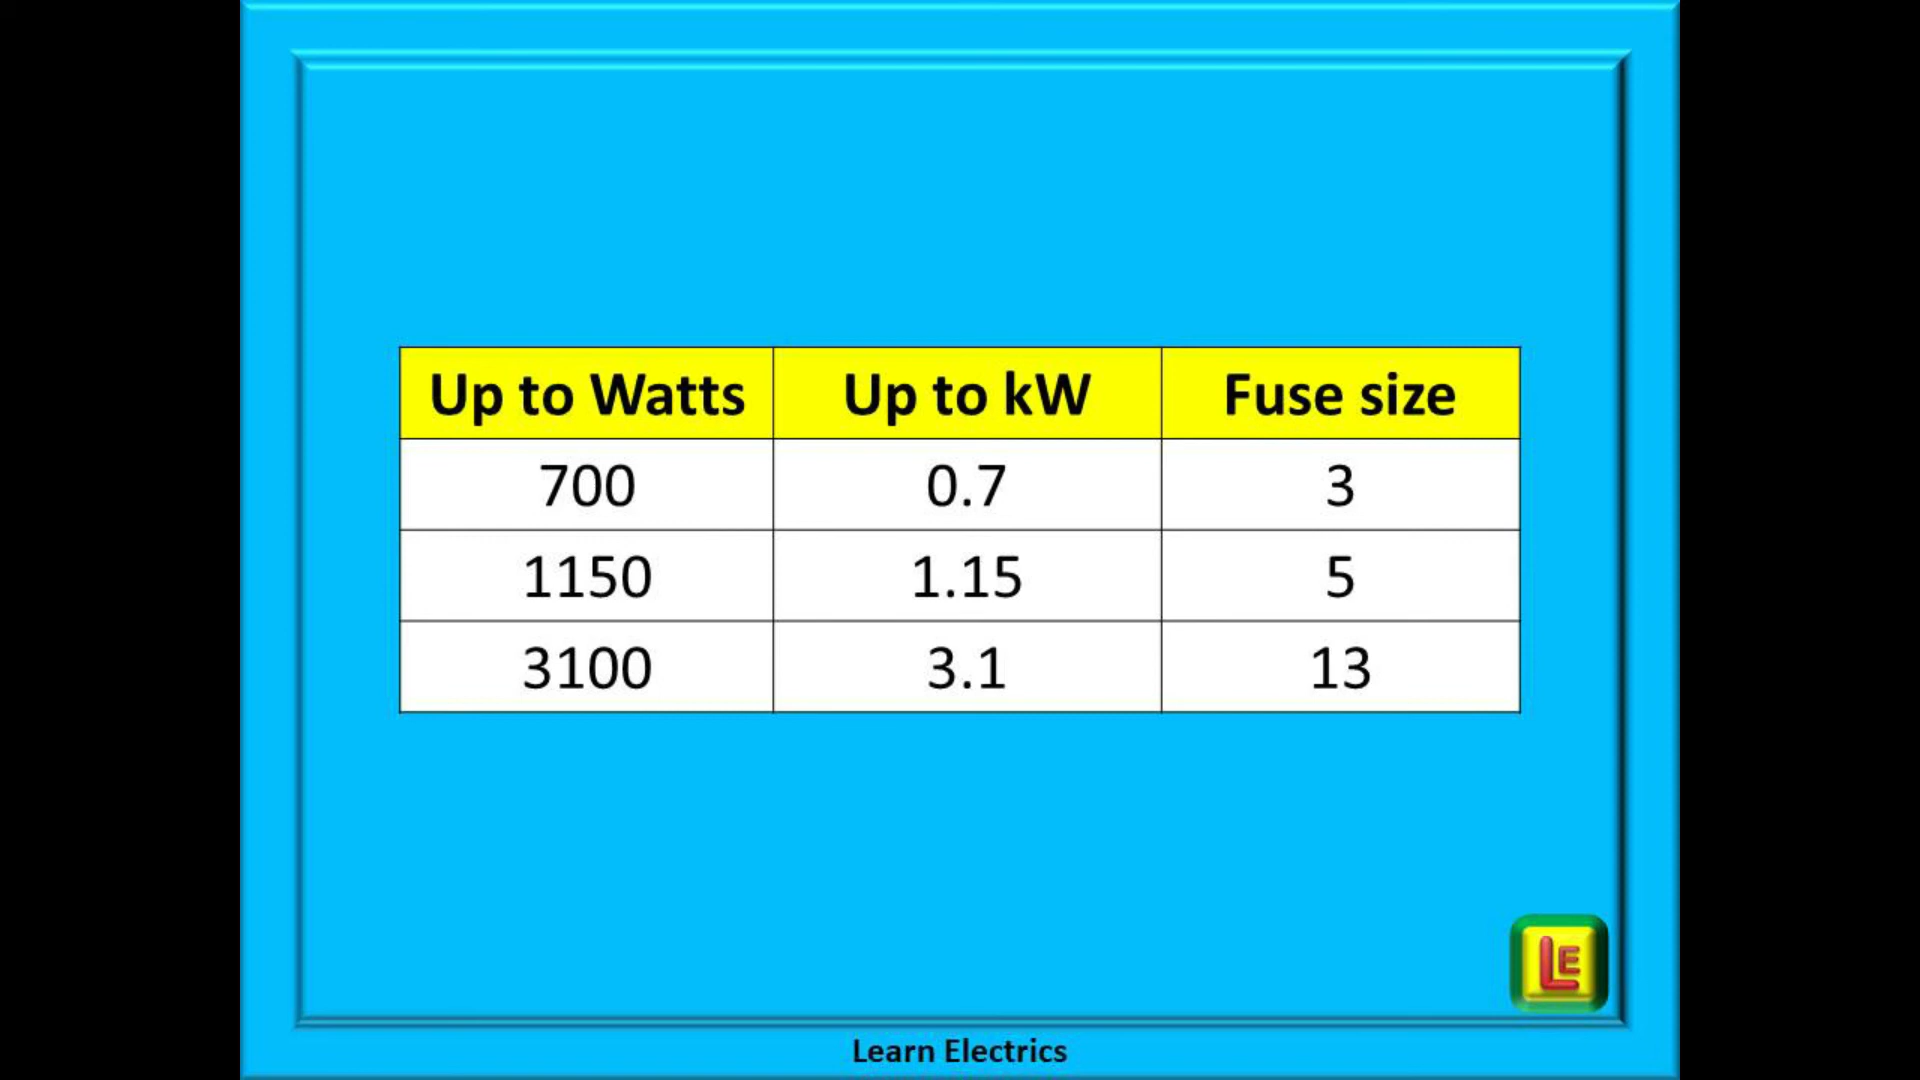 Up to Watts Up to kW Fuse size
700 0.7 3
1150 1.15 5
3100 3.1 13
LE
Learn Electrics